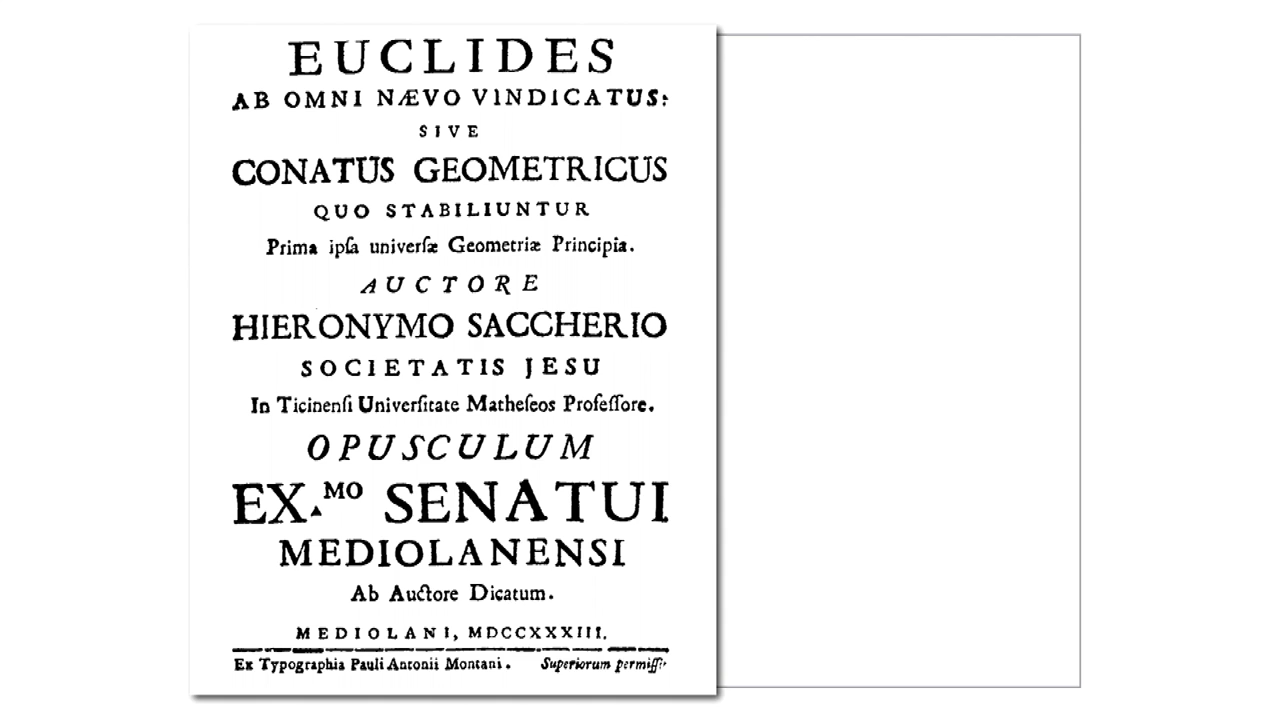 EUCLIDES
AB OMNI NÆVO VINDICATUS:
SIVE
CONATUS GEOMETRICUS
QUO STABILIUNTUR
Prima ipſa univerſæ Geometriæ Principia.
AUCTORE
HIERONYMO SACCHERIO
SOCIETATIS JESU
In Ticinenſi Univerſitate Matheſeos Profeſſore.
OPUSCULUM
EX.MO SENATUI
MEDIOLANENSI
Ab Auctore Dicatum.
MEDIOLANI, MDCCXXXIII.
Ex Typographia Pauli Antonii Montani. Superiorum permiſſu